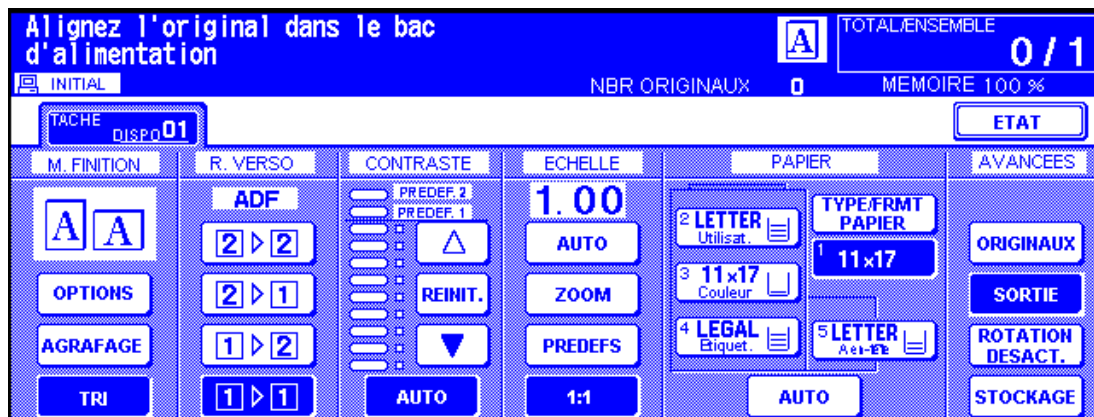 Alignez l'original dans le bac
d'alimentation
A
TOTAL/ENSEMBLE
0 / 1
INITIAL
NBR ORIGINAUX 0 MEMOIRE 100 %
TACHE
DISPO 01
ETAT
M. FINITION
R. VERSO
CONTRASTE
ECHELLE
PAPIER
AVANCEES
A A
OPTIONS
AGRAFAGE
TRI
ADF
2 ▷ 2
2 ▷ 1
1 ▷ 2
1 ▷ 1
PREDEF. 2
PREDEF. 1
REINIT.
AUTO
1.00
AUTO
ZOOM
PREDEFS
1:1
2 LETTER
Utilisat.
3 11x17
Couleur
4 LEGAL
Etiquet.
TYPE/FRMT
PAPIER
1 11x17
5 LETTER
AUTO
ORIGINAUX
SORTIE
ROTATION
DESACT.
STOCKAGE